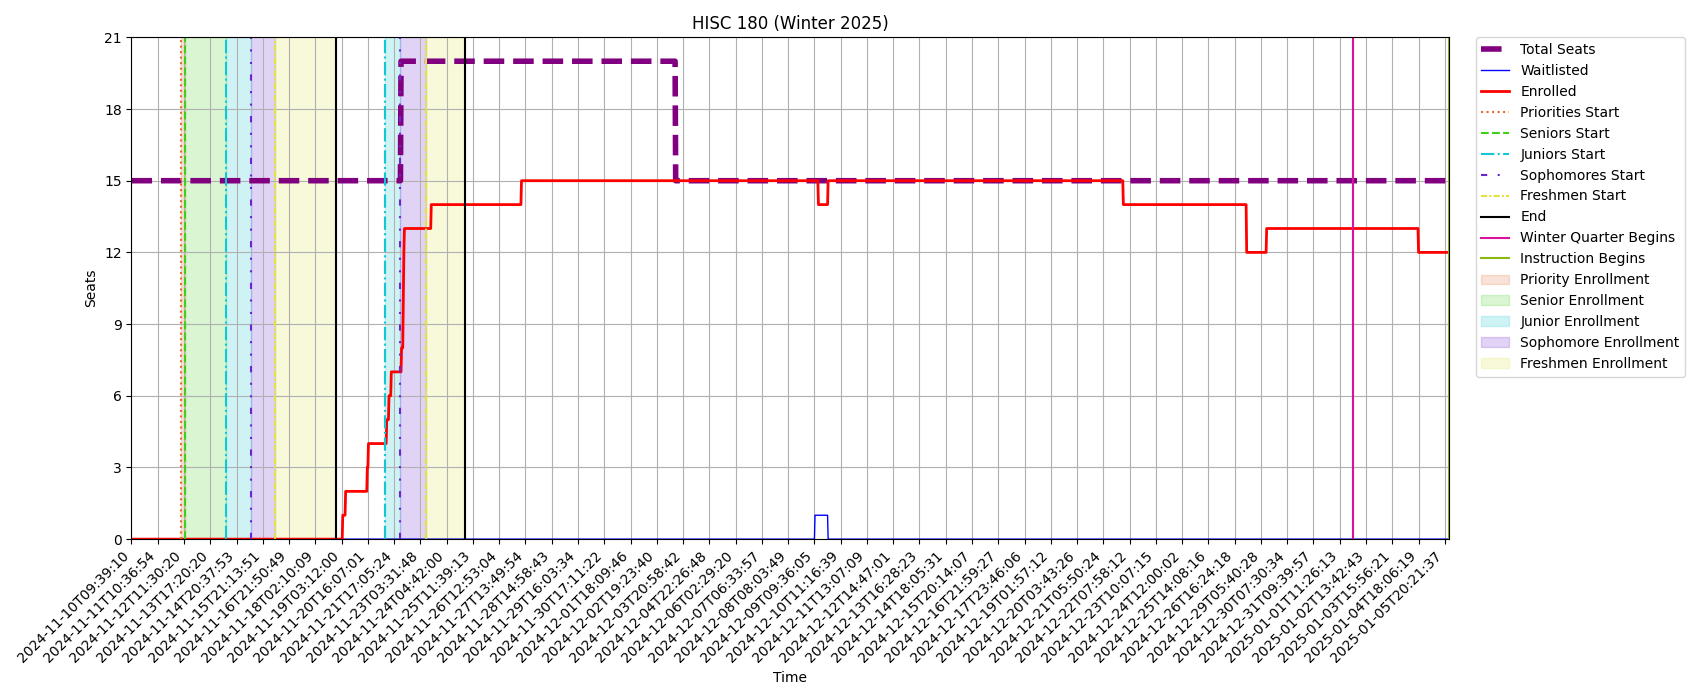 HISC 180 (Winter 2025)
Seats
21
18
15
12
9
6
3
0
2024-11-10T09:39:10
2024-11-11T10:36:54
2024-11-12T11:30:20
2024-11-13T17:20:20
2024-11-14T20:37:53
2024-11-15T21:13:51
2024-11-16T21:50:49
2024-11-18T02:10:09
2024-11-19T03:12:00
2024-11-20T16:07:01
2024-11-21T17:05:24
2024-11-23T03:31:48
2024-11-24T04:42:00
2024-11-25T11:39:13
2024-11-26T12:53:04
2024-11-27T13:49:54
2024-11-28T14:58:43
2024-11-29T16:03:34
2024-11-30T17:11:22
2024-12-01T18:09:46
2024-12-02T19:23:40
2024-12-03T20:58:42
2024-12-04T22:26:48
2024-12-06T02:29:20
2024-12-07T06:33:57
2024-12-08T08:03:49
2024-12-09T09:36:05
2024-12-10T11:16:39
2024-12-11T13:07:09
2024-12-12T14:47:01
2024-12-13T16:28:23
2024-12-14T18:05:31
2024-12-15T20:14:07
2024-12-16T21:59:27
2024-12-17T23:46:06
2024-12-19T01:57:12
2024-12-20T08:43:26
2024-12-21T05:50:24
2024-12-22T07:58:12
2024-12-23T10:07:15
2024-12-24T12:00:02
2024-12-25T14:08:16
2024-12-26T16:24:18
2024-12-29T05:40:28
2024-12-30T07:30:34
2024-12-31T09:39:57
2025-01-01T11:26:13
2025-01-02T13:42:43
2025-01-03T15:56:21
2025-01-04T18:06:19
2025-01-05T20:21:37
Time
Total Seats
Waitlisted
Enrolled
Priorities Start
Seniors Start
Juniors Start
Sophomores Start
Freshmen Start
End
Winter Quarter Begins
Instruction Begins
Priority Enrollment
Senior Enrollment
Junior Enrollment
Sophomore Enrollment
Freshmen Enrollment